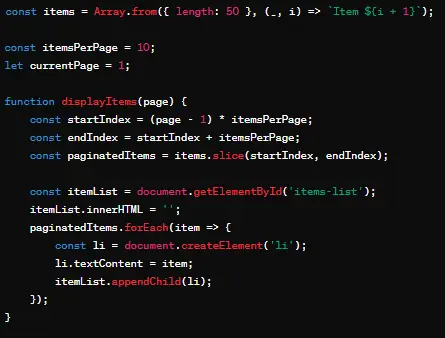 const items = Array.from({ length: 50 }, (_, i) => `Item ${i + 1}`);

const itemsPerPage = 10;
let currentPage = 1;

function displayItems(page) {
    const startIndex = (page - 1) * itemsPerPage;
    const endIndex = startIndex + itemsPerPage;
    const paginatedItems = items.slice(startIndex, endIndex);

    const itemList = document.getElementById('items-list');
    itemList.innerHTML = '';
    paginatedItems.forEach(item => {
        const li = document.createElement('li');
        li.textContent = item;
        itemList.appendChild(li);
    });
}